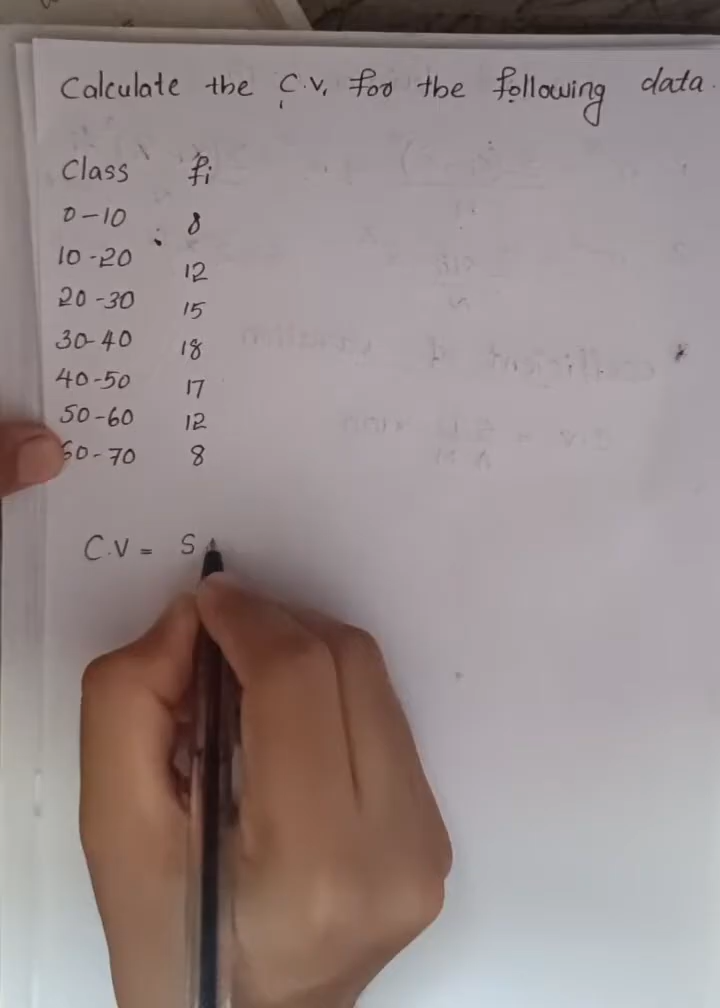 Calculate the C.V. foo the following data.
Class fi
0-10 8
10-20 12
20-30 15
30-40 18
40-50 17
50-60 12
60-70 8
C.V = S